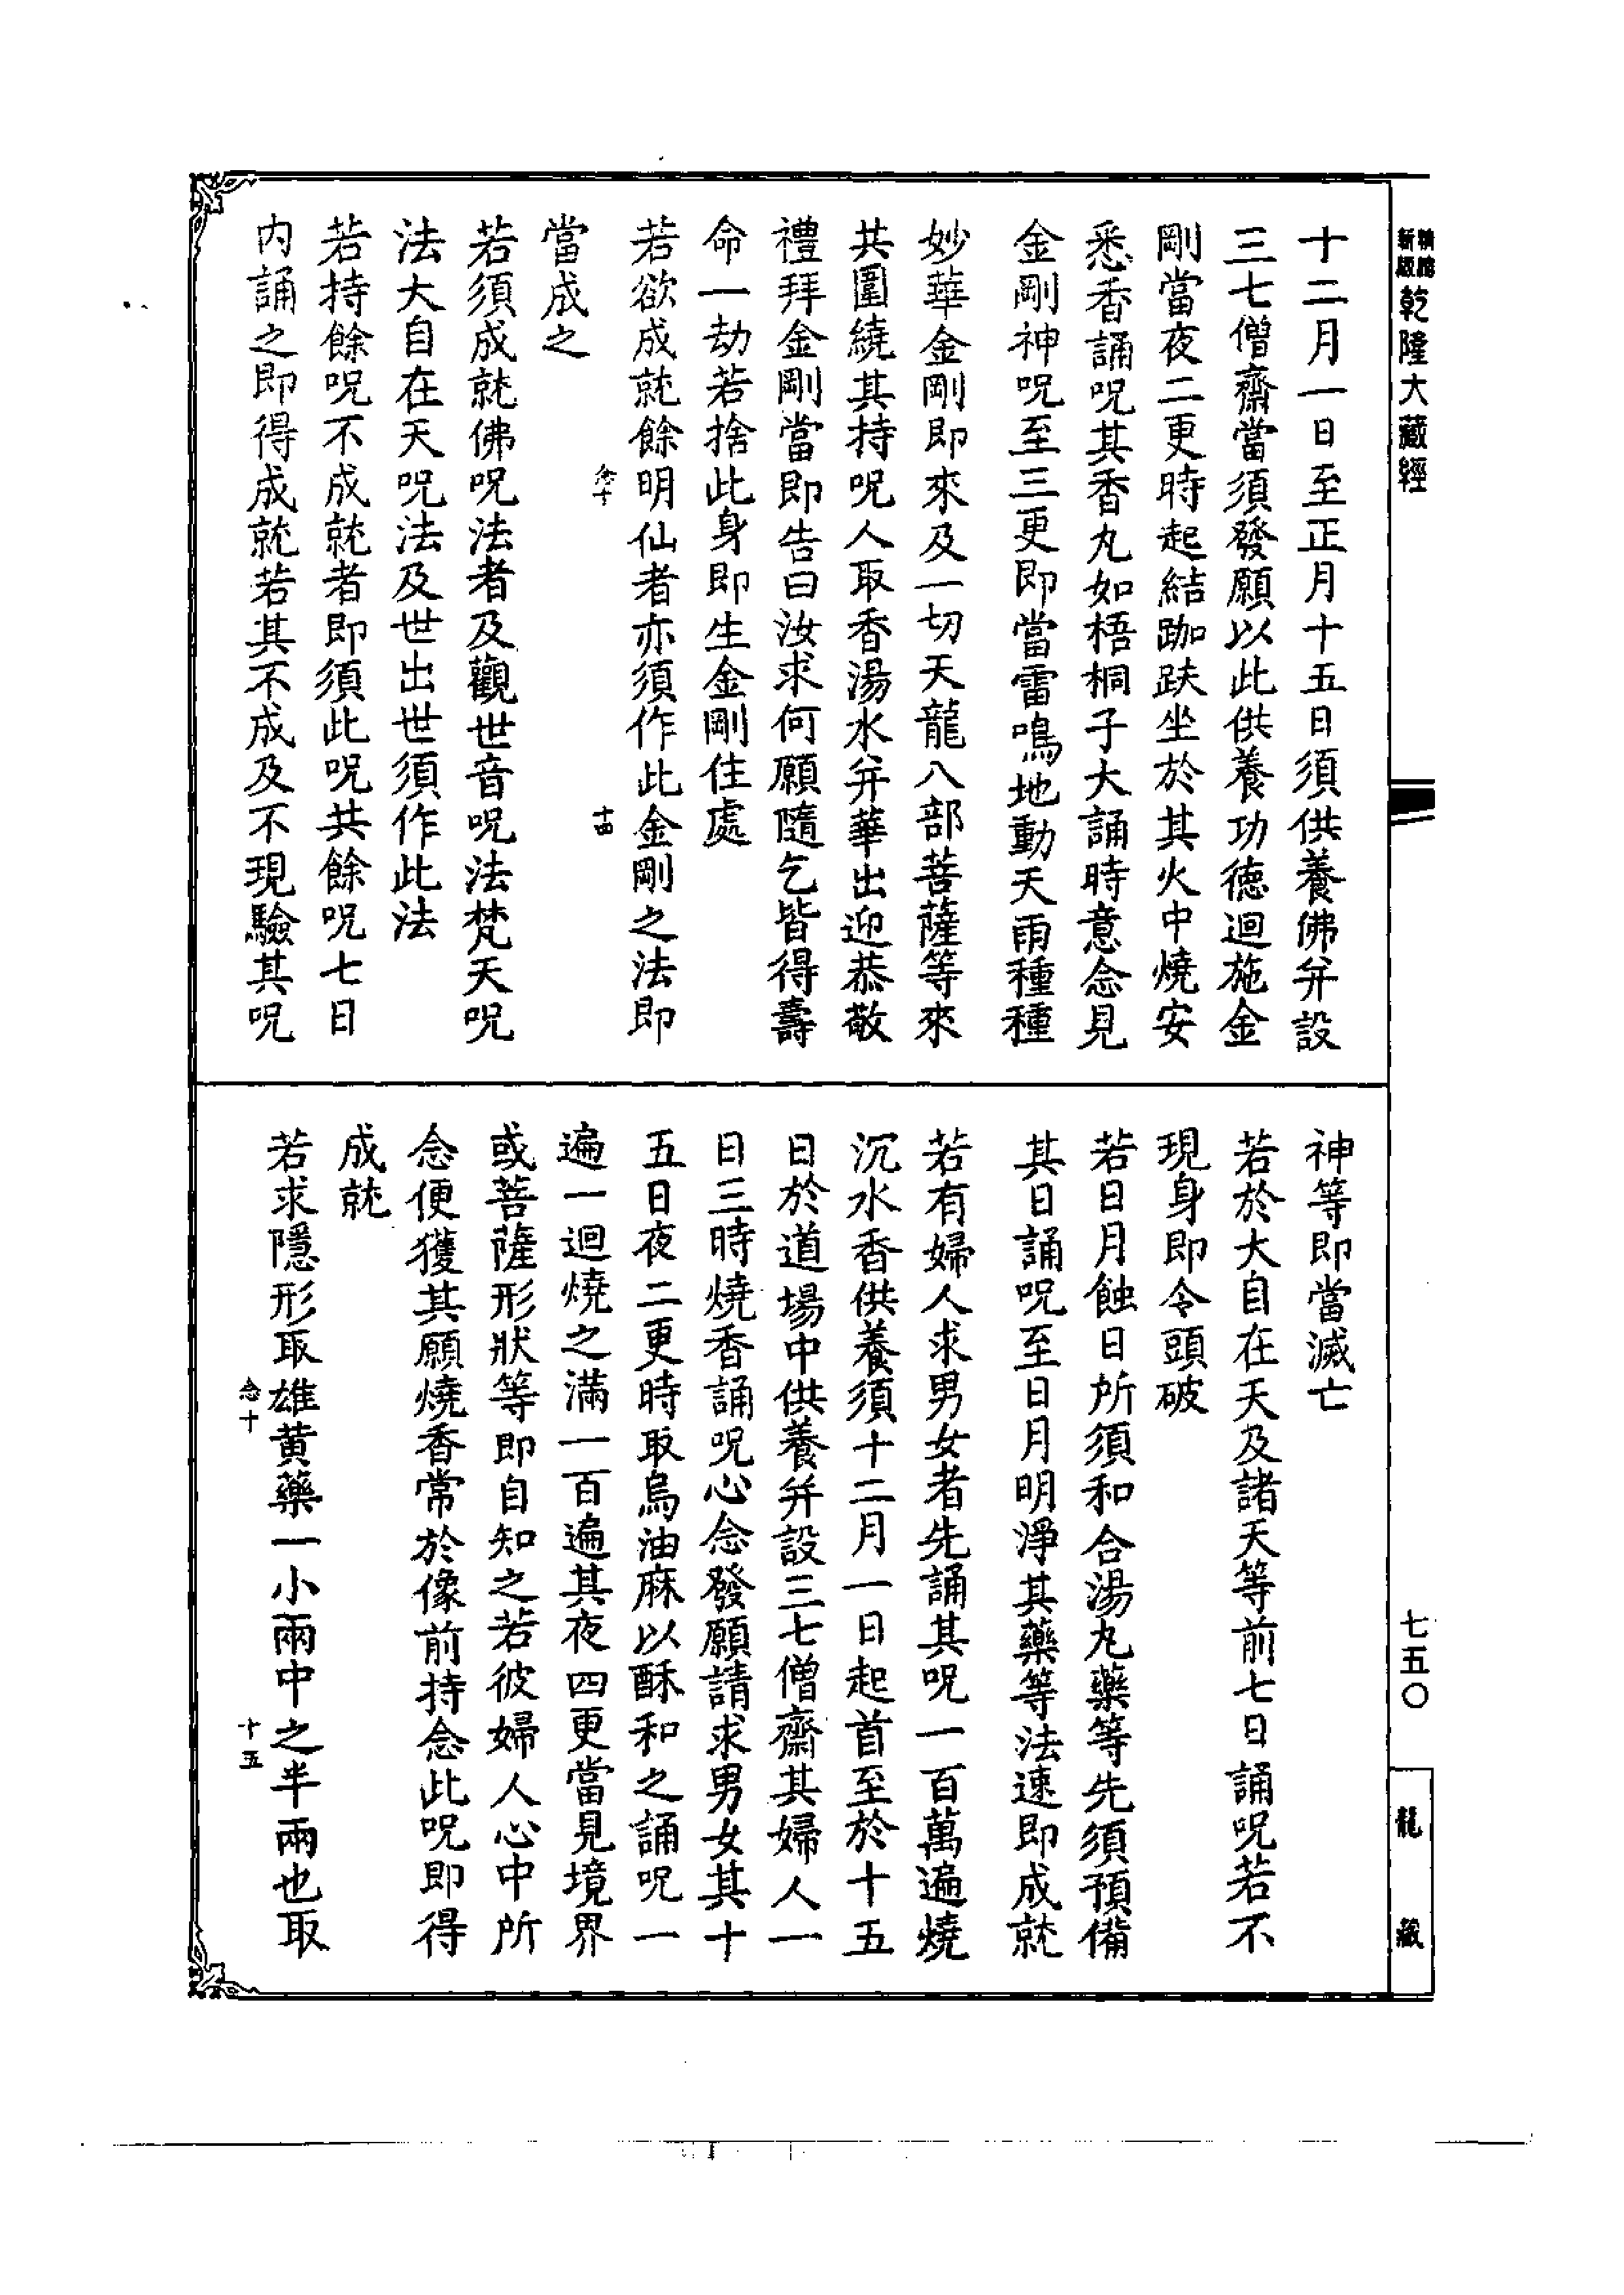 新版
乾隆大藏經
十二月一日至正月十五日須供養佛并設
三七僧齋當須發願以此供養功德迴施金
剛當夜二更時起結跏趺坐於其火中燒安
悉香誦呪其香丸如梧桐子大誦時意念見
金剛神呪至三更即當雷鳴地動天雨種種
妙華金剛即來及一切天龍八部菩薩等來
共圍繞其持呪人取香湯水并華出迎恭敬
禮拜金剛當即告曰汝求何願隨乞皆得壽
命一劫若捨此身即生金剛住處
若欲成就餘明仙者亦須作此金剛之法即
念十
十四
當成之
若須成就佛呪法者及觀世音呪法梵天呪
法大自在天呪法及世出世須作此法
若持餘呪不成就者即須此呪共餘呪七日
内誦之即得成就若其不成及不現驗其呪
神等即當滅亡
若於大自在天及諸天等前七日誦呪若不
現身即令頭破
若日月蝕日所須和合湯丸藥等先須預備
其日誦呪至日月明淨其藥等法速即成就
若有婦人求男女者先誦其呪一百萬遍燒
沉水香供養須十二月一日起首至於十五
日於道場中供養并設三七僧齋其婦人一
日三時燒香誦呪心念發願請求男女其十
五日夜二更時取烏油麻以酥和之誦呪一
遍一迴燒之滿一百遍其夜四更當見境界
或菩薩形狀等即自知之若彼婦人心中所
念便獲其願燒香常於像前持念此呪即得
成就
若求隱形取雄黄藥一小兩中之半兩也取
念十
十五
七五〇
龍藏